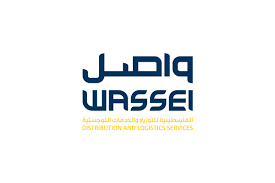 واصل
WASSEl
الفلسطينية للتوزيع والخدمات اللوجستية
DISTRIBUTION AND LOGISTICS SERVICES